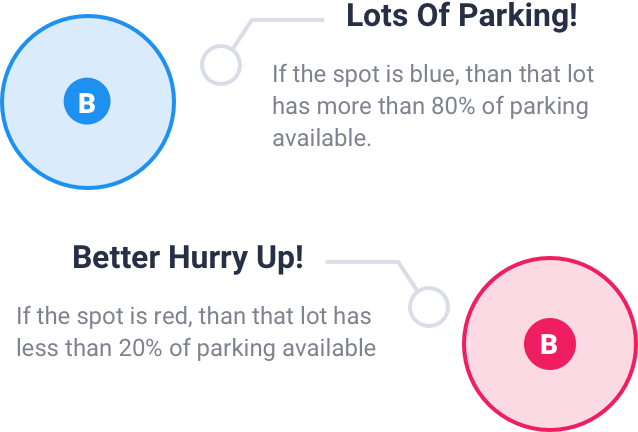 Lots Of Parking!
B
If the spot is blue, than that lot
has more than 80% of parking
available.
Better Hurry Up!
If the spot is red, than that lot has
less than 20% of parking available
B